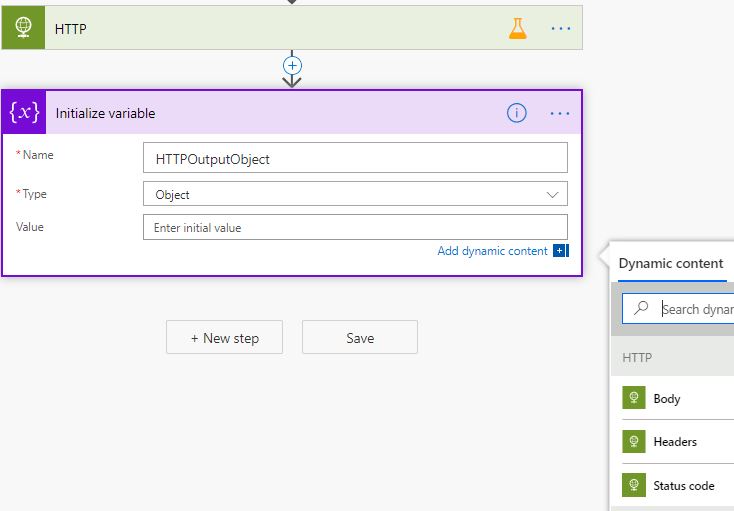 HTTP
{x} Initialize variable
* Name HTTPOutputObject
* Type Object
Value Enter initial value
Add dynamic content
+ New step Save
Dynamic content
Search dynar
HTTP
Body
Headers
Status code